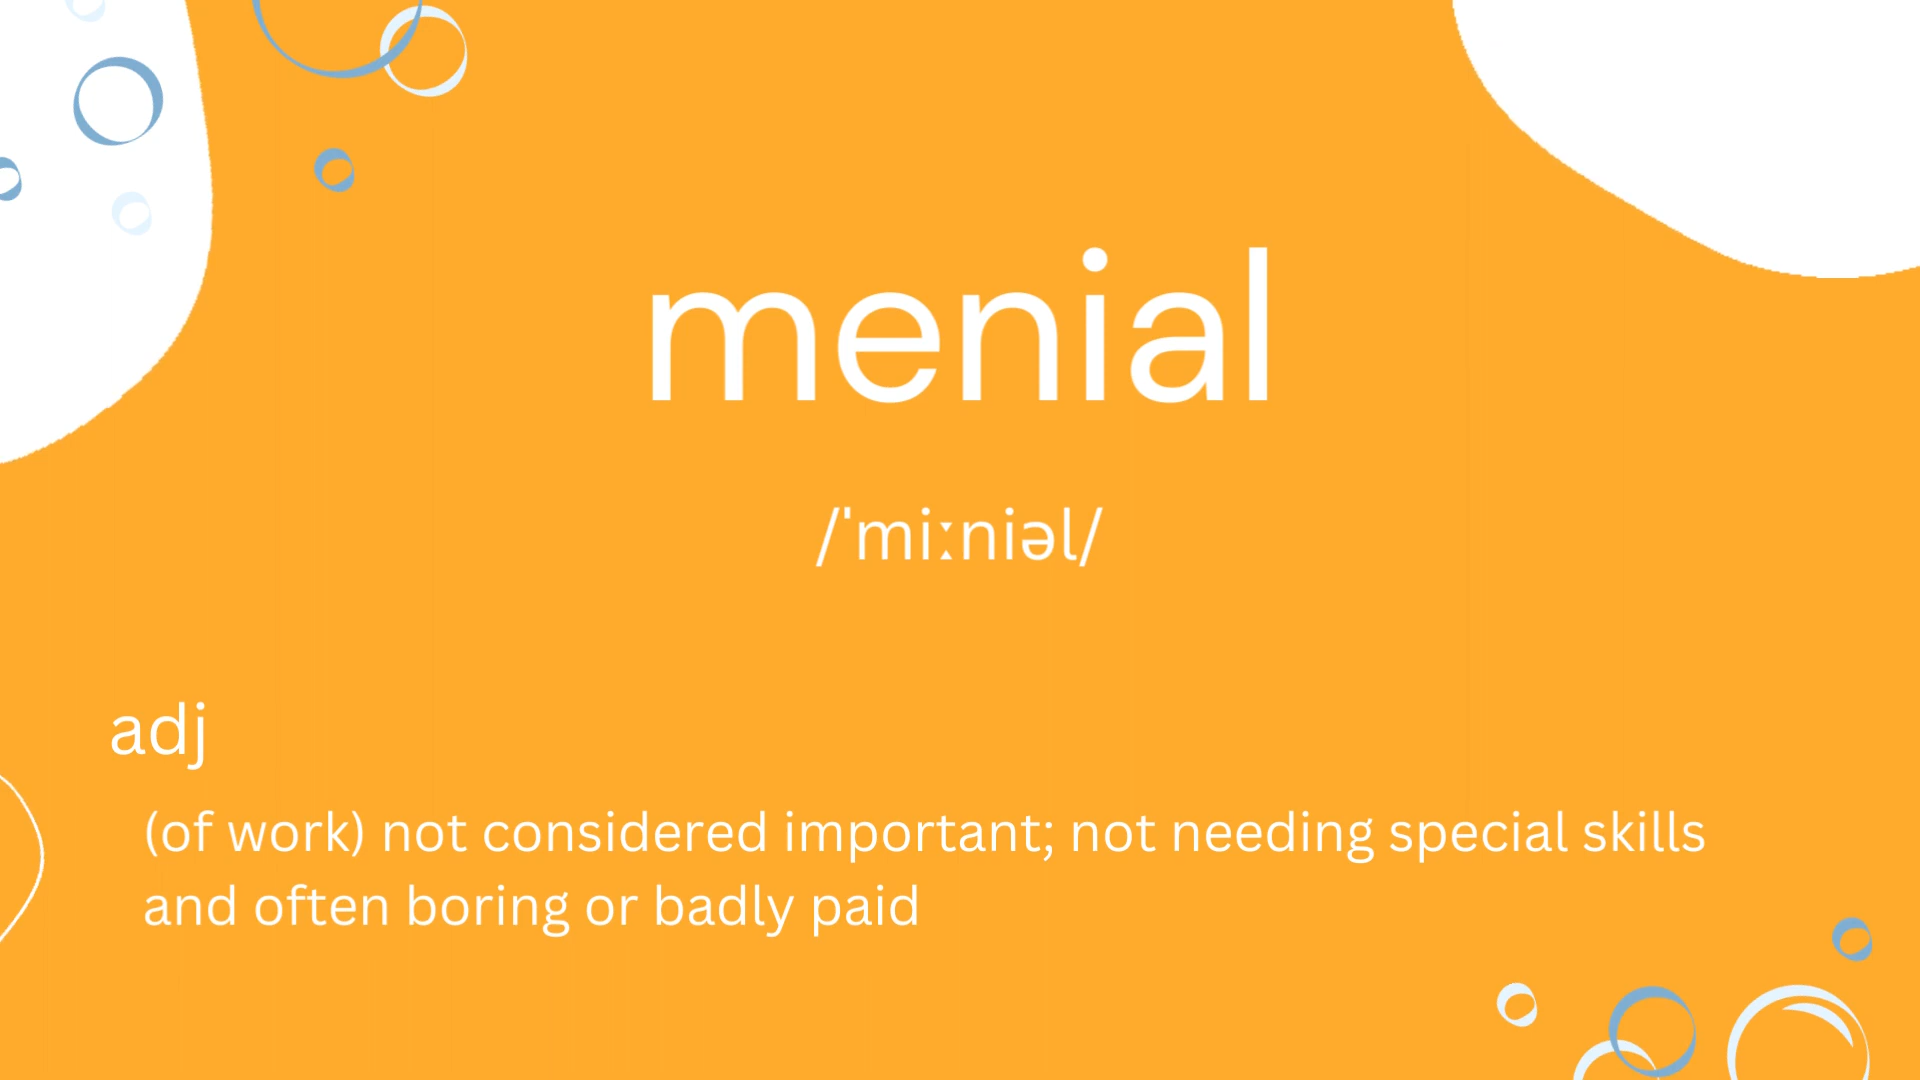 menial
/ˈmiːniəl/
adj
(of work) not considered important; not needing special skills
and often boring or badly paid